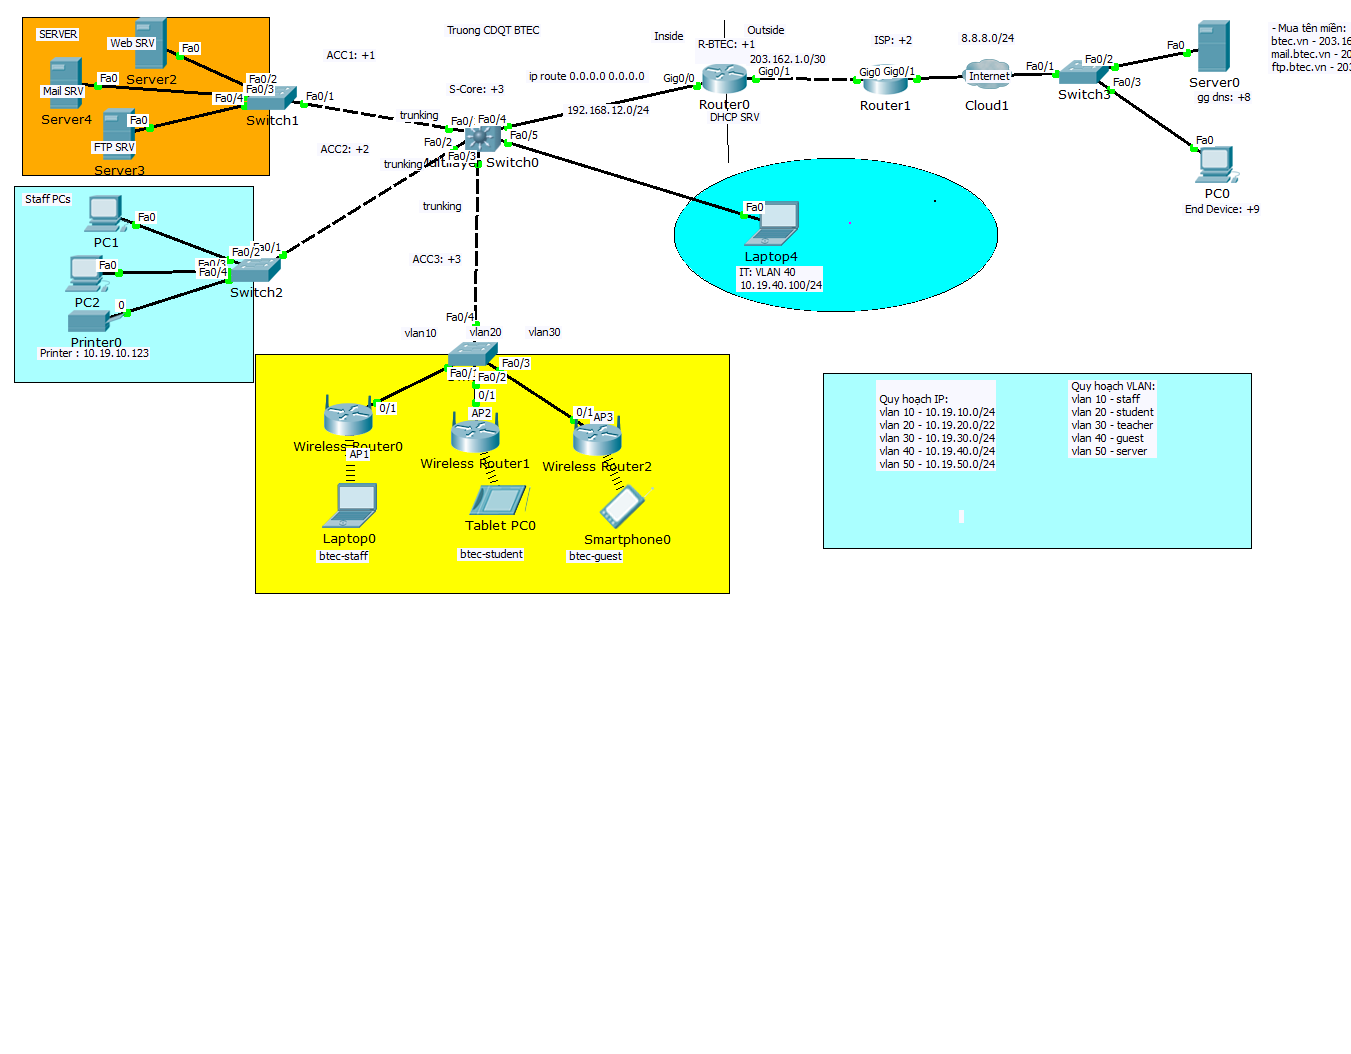 SERVER
Web SRV
Fa0
Server2
Fa0
Mail SRV
Server4
Fa0
FTP SRV
Server3
Fa0/2
Fa0/3
Fa0/4
Switch1
Fa0/1
ACC1: +1
ACC2: +2
trunking
trunking
trunking
ACC3: +3
Truong CDQT BTEC
S-Core: +3
Fa0/4
Fa0/2
Fa0/3
Fa0/5
Switch0
ip route 0.0.0.0 0.0.0.0
192.168.12.0/24
Inside
Outside
R-BTEC: +1
203.162.1.0/30
Gig0/0
Gig0/1
Router0
DHCP SRV
ISP: +2
Gig0
Gig0/1
Router1
8.8.8.0/24
Internet
Cloud1
Fa0/1
Fa0/2
Fa0/3
Switch3
Fa0
Server0
gg dns: +8
Fa0
PC0
End Device: +9
- Mua tên miền:
btec.vn - 203.16
mail.btec.vn - 20
ftp.btec.vn - 20
Staff PCs
Fa0
PC1
Fa0
PC2
0
Printer0
Printer : 10.19.10.123
Fa0/2
Fa0/4
Switch2
Fa0
Laptop4
IT: VLAN 40
10.19.40.100/24
Fa0/4
vlan10
vlan20
vlan30
Fa0/2
Fa0/3
0/1
0/1
0/1
Wireless Router0
AP1
AP2
Wireless Router1
AP3
Wireless Router2
Laptop0
btec-staff
Tablet PC0
btec-student
Smartphone0
btec-guest
Quy hoạch IP:
vlan 10 - 10.19.10.0/24
vlan 20 - 10.19.20.0/22
vlan 30 - 10.19.30.0/24
vlan 40 - 10.19.40.0/24
vlan 50 - 10.19.50.0/24
Quy hoạch VLAN:
vlan 10 - staff
vlan 20 - student
vlan 30 - teacher
vlan 40 - guest
vlan 50 - server